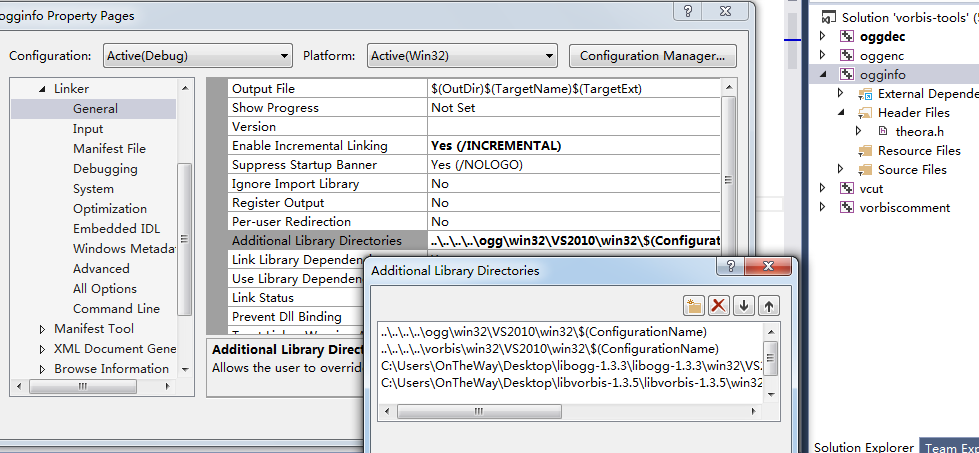 ogginfo Property Pages
Configuration: Active(Debug) Platform: Active(Win32) Configuration Manager...
Linker
General
Input
Manifest File
Debugging
System
Optimization
Embedded IDL
Windows Metada
Advanced
All Options
Command Line
Manifest Tool
XML Document Gene
Browse Information
Output File $(OutDir)$(TargetName)$(TargetExt)
Show Progress Not Set
Version
Enable Incremental Linking Yes (/INCREMENTAL)
Suppress Startup Banner Yes (/NOLOGO)
Ignore Import Library No
Register Output No
Per-user Redirection No
Additional Library Directories ..\..\..\..\ogg\win32\VS2010\win32\$(Configurat
Link Library Dependen
Use Library Dependen
Link Status
Prevent Dll Binding
Additional Library Direct
Allows the user to overrid
Additional Library Directories
..\..\..\..\ogg\win32\VS2010\win32\$(ConfigurationName)
..\..\..\..\vorbis\win32\VS2010\win32\$(ConfigurationName)
C:\Users\OnTheWay\Desktop\libogg-1.3.3\libogg-1.3.3\win32\VS2
C:\Users\OnTheWay\Desktop\libvorbis-1.3.5\libvorbis-1.3.5\win32
Solution 'vorbis-tools' (5
oggdec
oggenc
ogginfo
External Depende
Header Files
theora.h
Resource Files
Source Files
vcut
vorbiscomment
Solution Explorer Team Exp